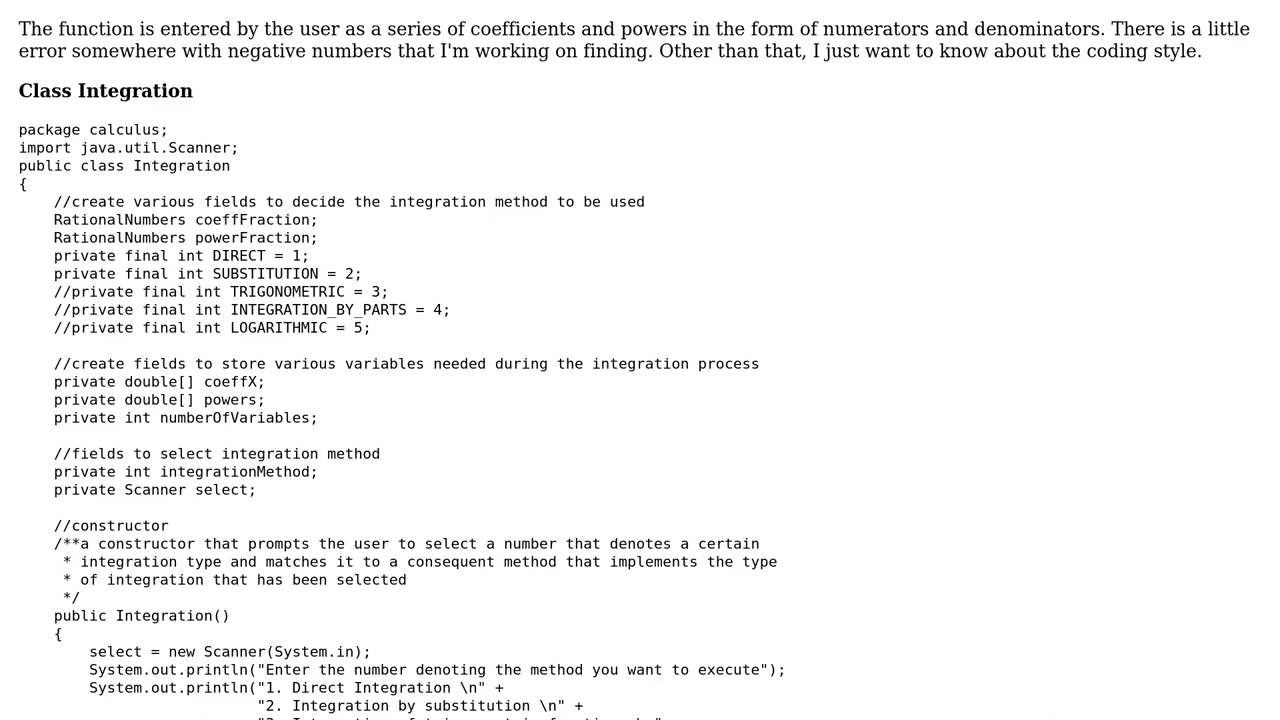 The function is entered by the user as a series of coefficients and powers in the form of numerators and denominators. There is a little
error somewhere with negative numbers that I'm working on finding. Other than that, I just want to know about the coding style.
Class Integration
package calculus;
import java.util.Scanner;
public class Integration
{
    //create various fields to decide the integration method to be used
    RationalNumbers coeffFraction;
    RationalNumbers powerFraction;
    private final int DIRECT = 1;
    private final int SUBSTITUTION = 2;
    //private final int TRIGONOMETRIC = 3;
    //private final int INTEGRATION_BY_PARTS = 4;
    //private final int LOGARITHMIC = 5;
    //create fields to store various variables needed during the integration process
    private double[] coeffX;
    private double[] powers;
    private int numberOfVariables;
    //fields to select integration method
    private int integrationMethod;
    private Scanner select;
    //constructor
    /**a constructor that prompts the user to select a number that denotes a certain
     * integration type and matches it to a consequent method that implements the type
     * of integration that has been selected
     */
    public Integration()
    {
        select = new Scanner(System.in);
        System.out.println("Enter the number denoting the method you want to execute");
        System.out.println("1. Direct Integration \n" +
                           "2. Integration by substitution \n" +